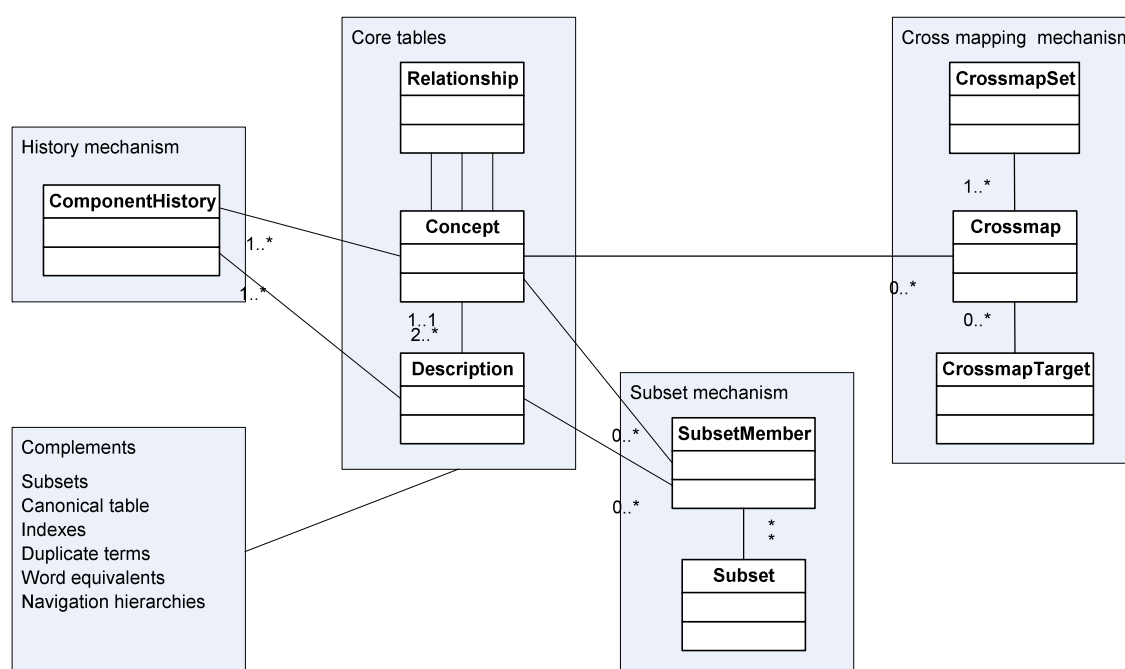 Core tables
Relationship
Concept
1..1
2..*
Description
History mechanism
ComponentHistory
1..*
1..*
Cross mapping mechanism
CrossmapSet
1..*
Crossmap
0..*
0..*
CrossmapTarget
Subset mechanism
0..*
SubsetMember
0..*
*
*
Subset
Complements
Subsets
Canonical table
Indexes
Duplicate terms
Word equivalents
Navigation hierarchies